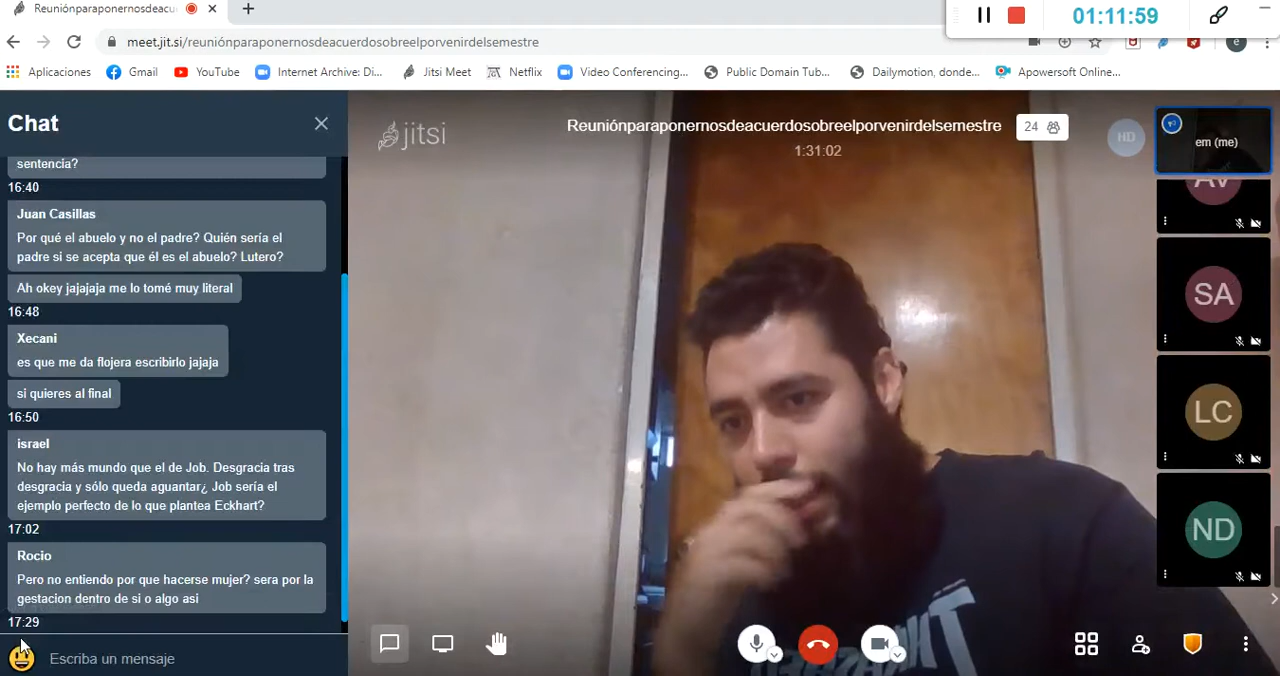 Reuniónparaponernosdeacu
01:11:59
meet.jit.si/reuniónparaponernosdeacuerdosobreelporvenirdelsemestre
e
Aplicaciones
Gmail
YouTube
Internet Archive: Di...
Jitsi Meet
Netflix
Video Conferencing...
Public Domain Tub...
Dailymotion, donde...
Apowersoft Online...
Chat
sentencia?
16:40
Juan Casillas
Por qué el abuelo y no el padre? Quién sería el
padre si se acepta que él es el abuelo? Lutero?
Ah okey jajajaja me lo tomé muy literal
16:48
Xecani
es que me da flojera escribirlo jajaja
si quieres al final
16:50
israel
No hay más mundo que el de Job. Desgracia tras
desgracia y sólo queda aguantar¿ Job sería el
ejemplo perfecto de lo que plantea Eckhart?
17:02
Rocio
Pero no entiendo por que hacerse mujer? sera por la
gestacion dentro de si o algo asi
17:29
Escriba un mensaje
jitsi
Reuniónparaponernosdeacuerdosobreelporvenirdelsemestre
24
1:31:02
HD
em (me)
AV
SA
LC
ND